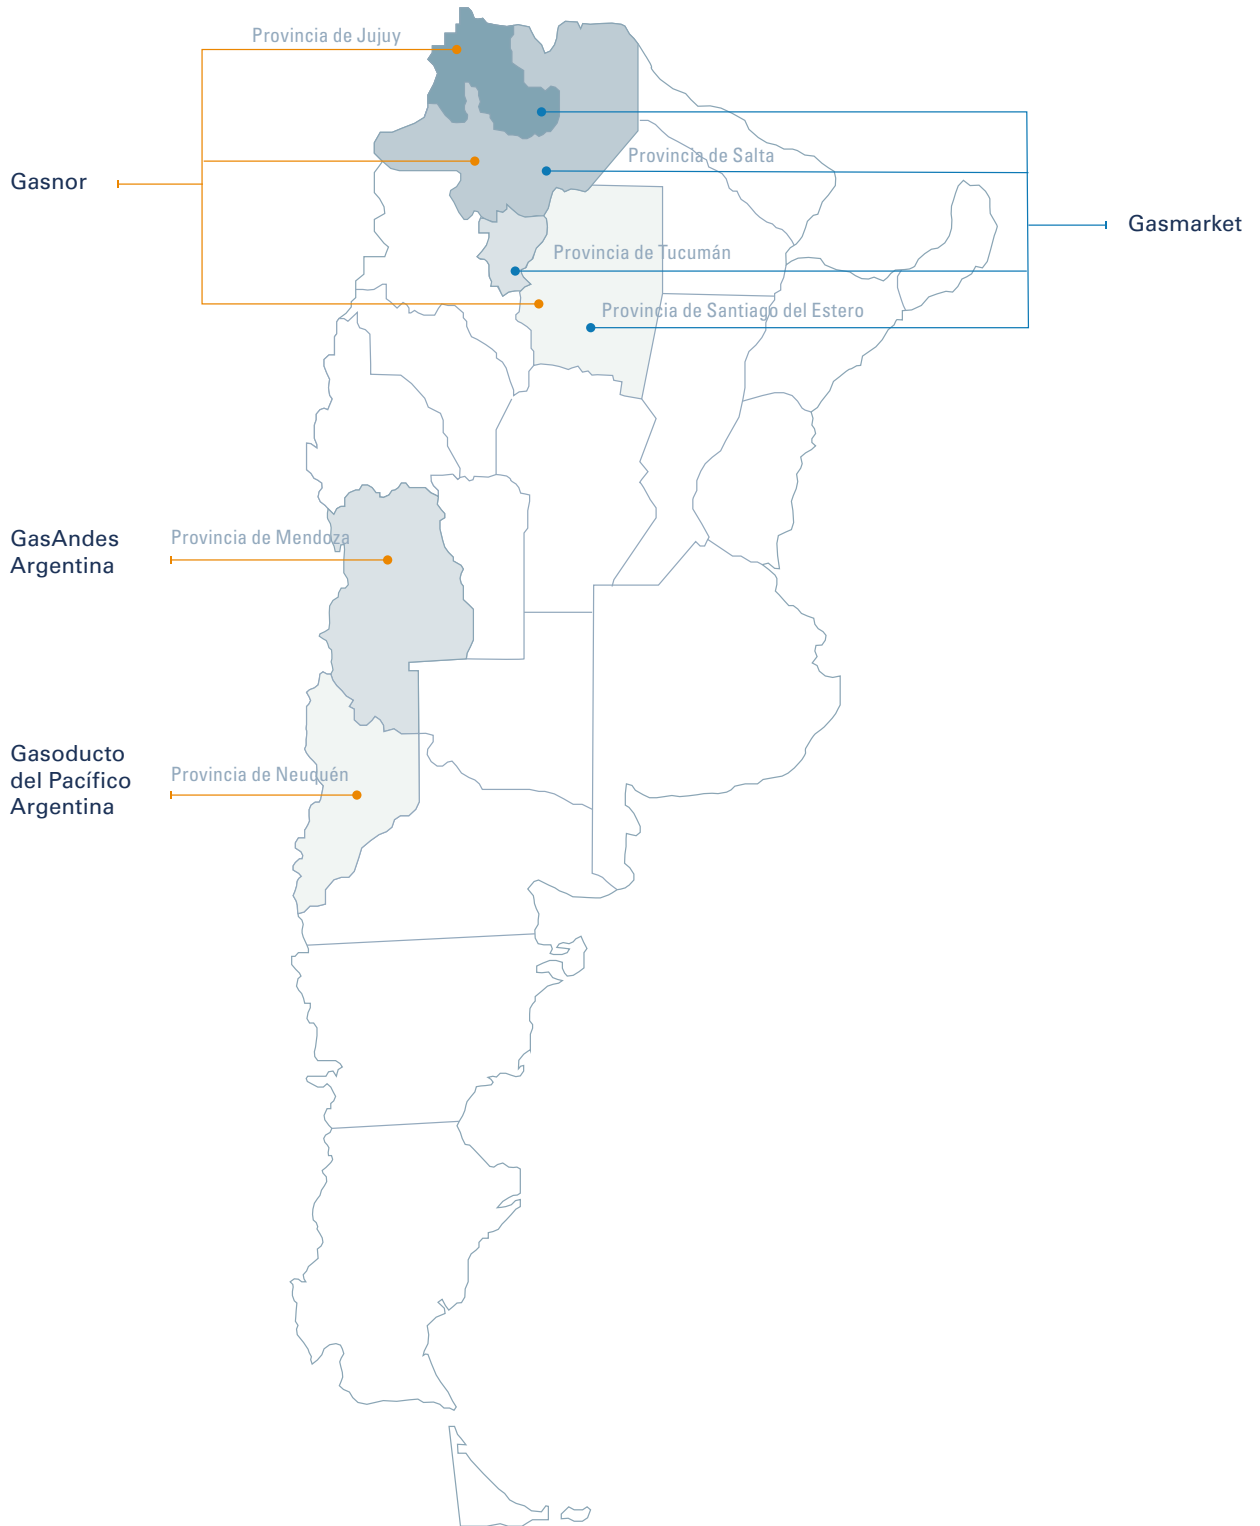 Provincia de Jujuy
Provincia de Salta
Gasnor
Gasmarket
Provincia de Tucumán
Provincia de Santiago del Estero
GasAndes
Argentina
Provincia de Mendoza
Gasoducto
del Pacífico
Argentina
Provincia de Neuquén